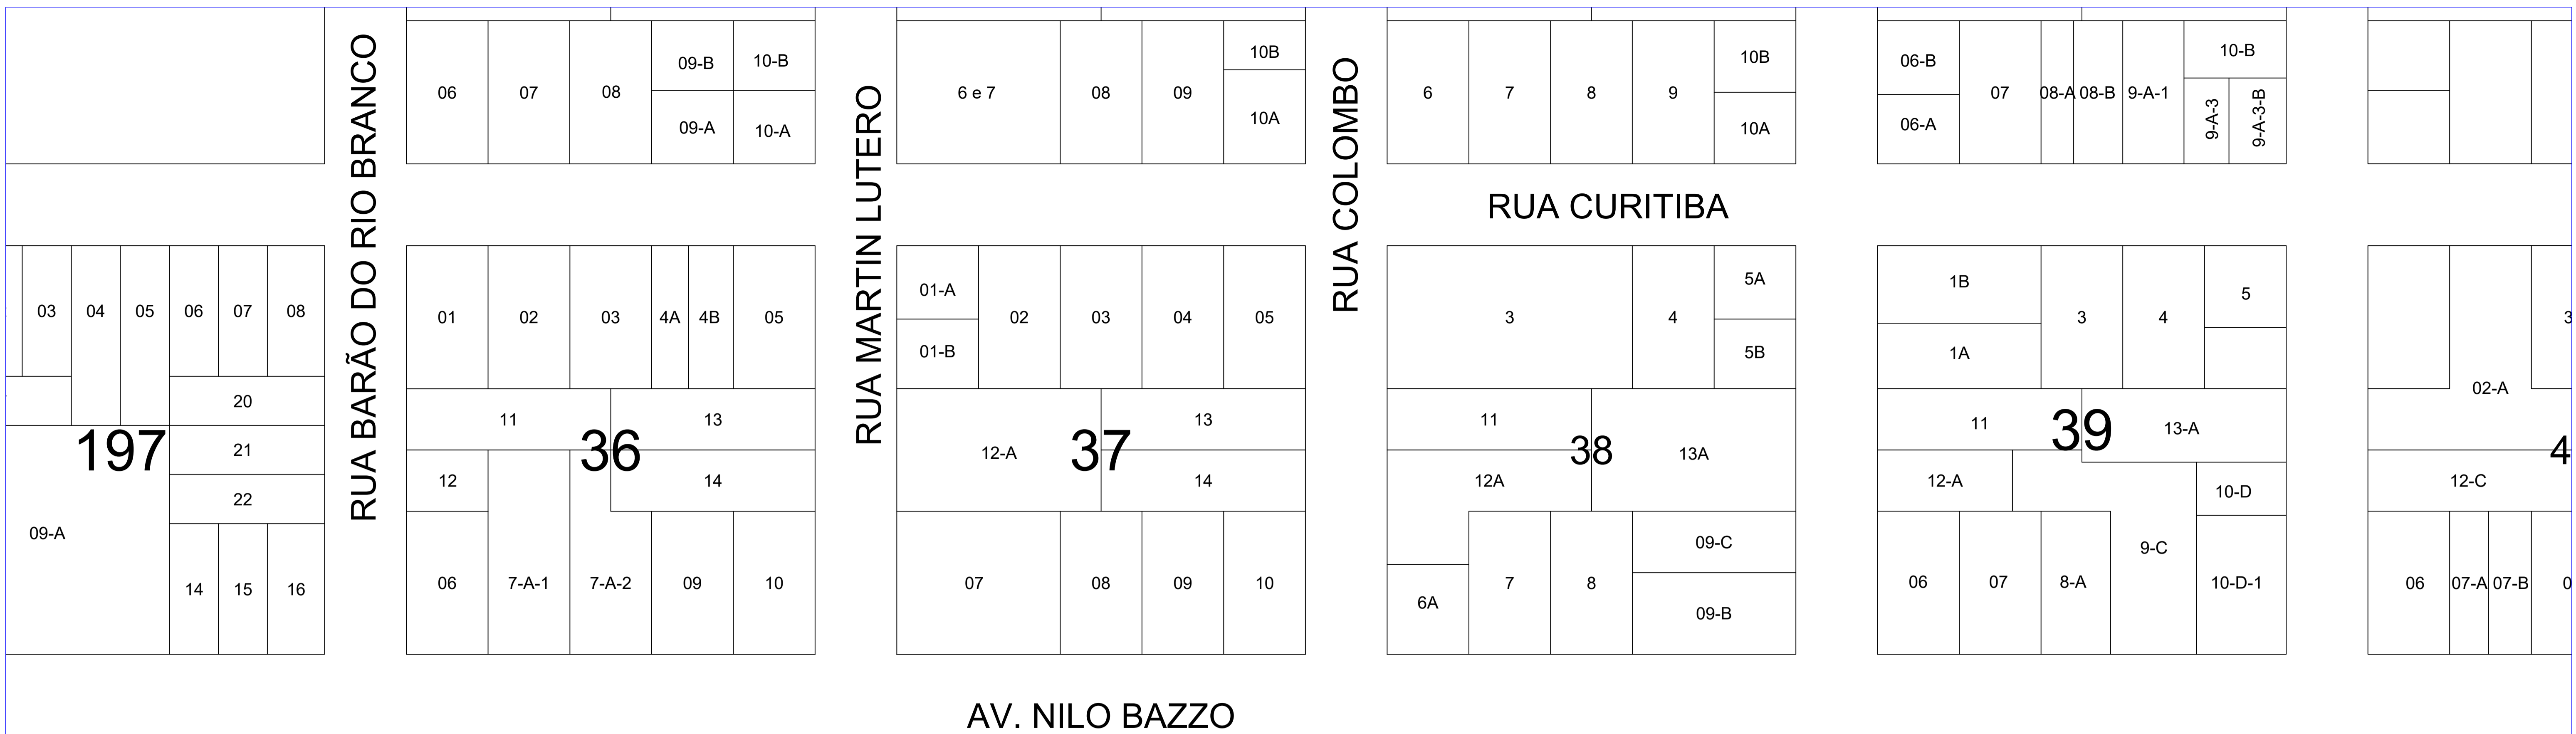 06
07
08
09-B
10-B
09-A
10-A
6 e 7
08
09
10B
10A
6
7
8
9
10B
10A
06-B
06-A
07
08-A
08-B
9-A-1
10-B
9-A-3
9-A-3-B
RUA BARÃO DO RIO BRANCO
RUA MARTIN LUTERO
RUA COLOMBO
RUA CURITIBA
03
04
05
06
07
08
20
21
22
197
09-A
14
15
16
01
02
03
4A
4B
05
11
13
36
12
14
06
7-A-1
7-A-2
09
10
01-A
01-B
02
03
04
05
12-A
13
37
14
07
08
09
10
3
4
5A
5B
11
38
13A
12A
6A
7
8
09-C
09-B
1B
1A
3
4
5
11
39
13-A
12-A
10-D
06
07
8-A
9-C
10-D-1
3
02-A
4
12-C
06
07-A
07-B
0
AV. NILO BAZZO